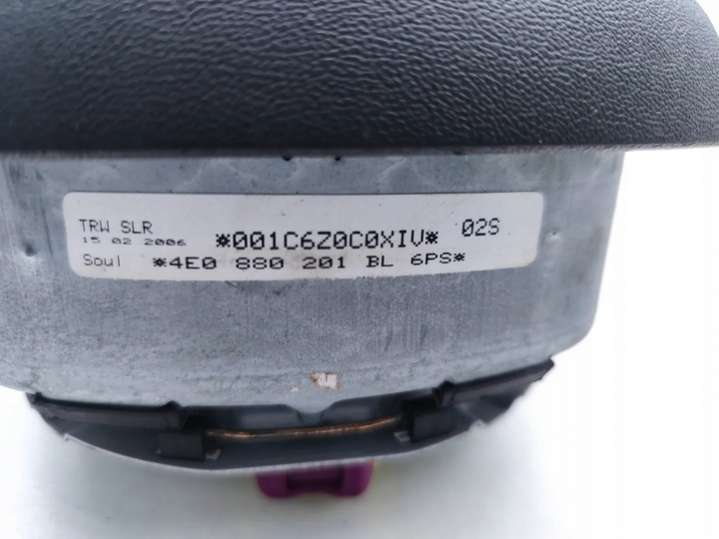 TRW SLR
15 02 2006 *001C6Z0C0XIV* 02S
Soul *4E0 880 201 BL 6PS*